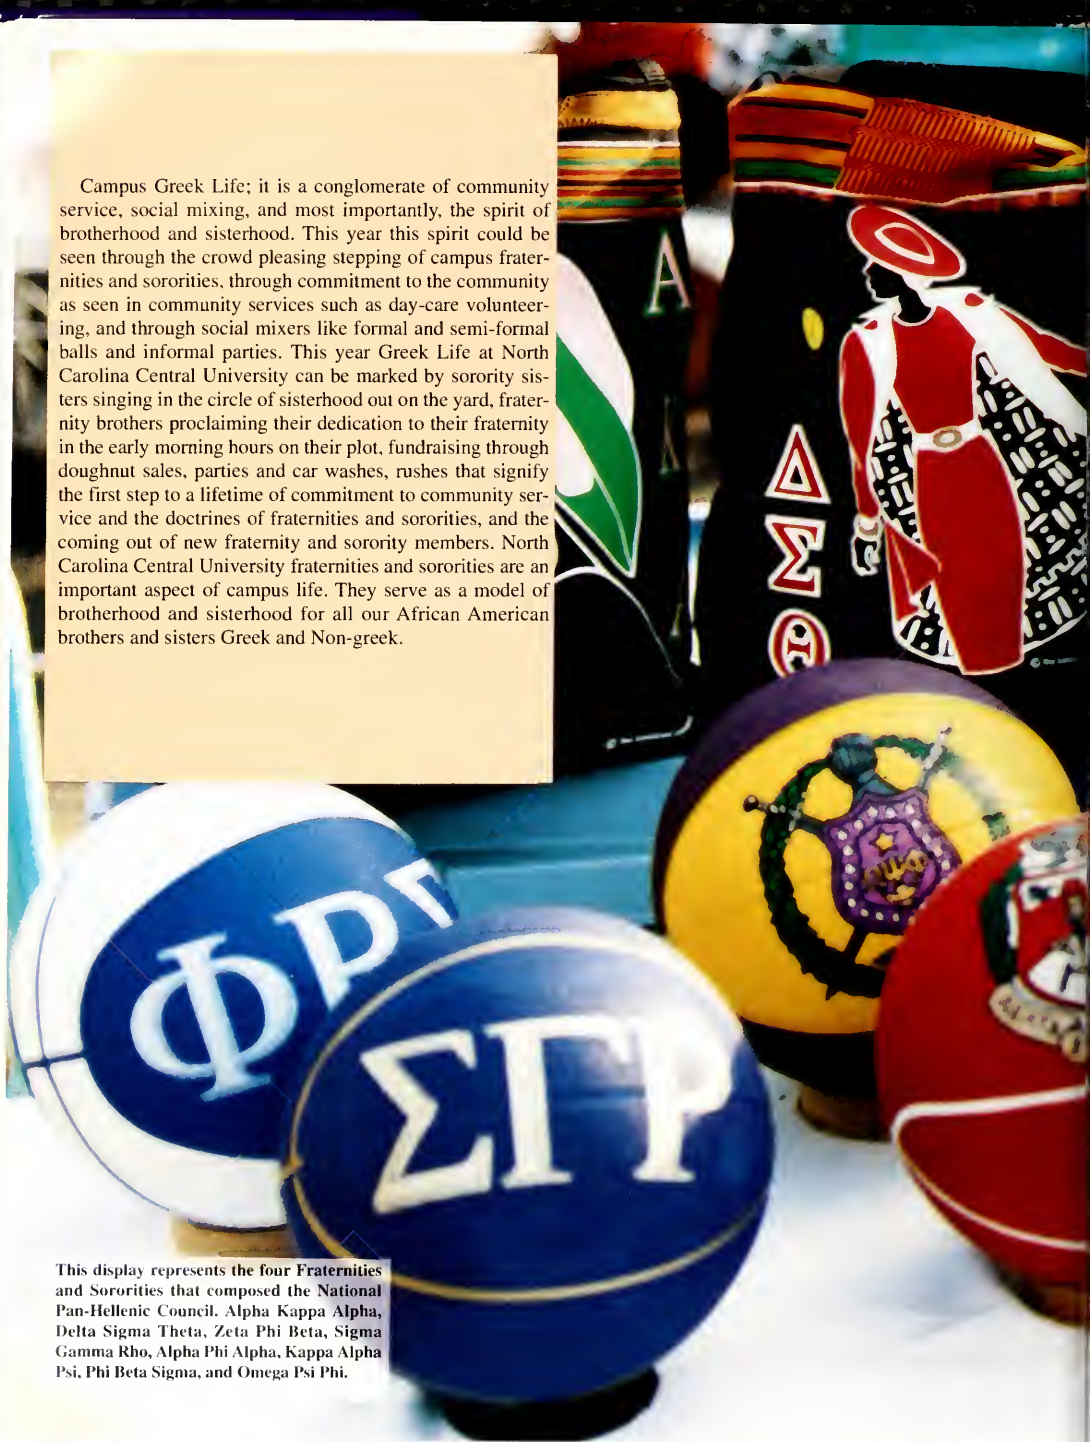 Campus Greek Life; it is a conglomerate of community
service, social mixing, and most importantly, the spirit of
brotherhood and sisterhood. This year this spirit could be
seen through the crowd pleasing stepping of campus frater-
nities and sororities, through commitment to the community
as seen in community services such as day-care volunteer-
ing, and through social mixers like formal and semi-formal
balls and informal parties. This year Greek Life at North
Carolina Central University can be marked by sorority sis-
ters singing in the circle of sisterhood out on the yard, frater-
nity brothers proclaiming their dedication to their fraternity
in the early morning hours on their plot, fundraising through
doughnut sales, parties and car washes, rushes that signify
the first step to a lifetime of commitment to community ser-
vice and the doctrines of fraternities and sororities, and the
coming out of new fraternity and sorority members. North
Carolina Central University fraternities and sororities are an
important aspect of campus life. They serve as a model of
brotherhood and sisterhood for all our African American
brothers and sisters Greek and Non-greek.
Α
Κ
Α
Δ
Σ
Θ
ΩΨΦ
Φ
ΣΓΡ
This display represents the four Fraternities
and Sororities that composed the National
Pan-Hellenic Council. Alpha Kappa Alpha,
Delta Sigma Theta, Zeta Phi Beta, Sigma
Gamma Rho, Alpha Phi Alpha, Kappa Alpha
Psi, Phi Beta Sigma, and Omega Psi Phi.